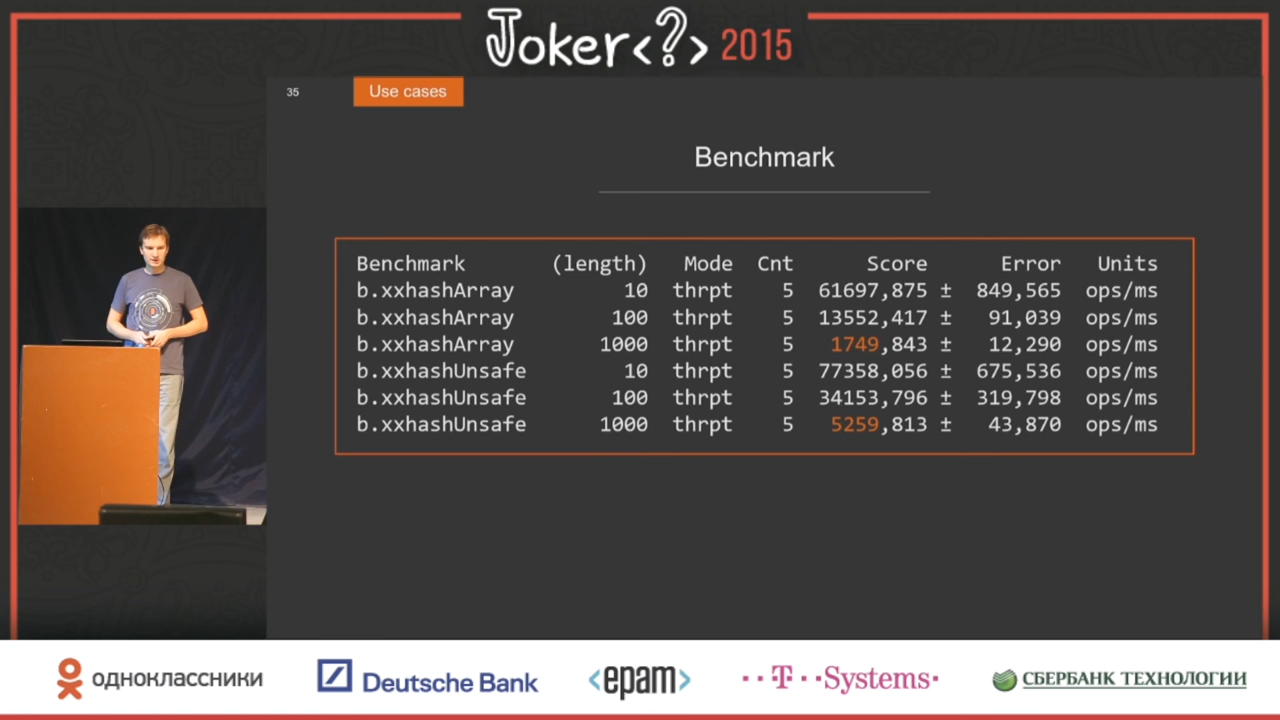 Joker<?> 2015
35
Use cases
Benchmark
Benchmark (length) Mode Cnt Score Error Units
b.xxhashArray 10 thrpt 5 61697,875 ± 849,565 ops/ms
b.xxhashArray 100 thrpt 5 13552,417 ± 91,039 ops/ms
b.xxhashArray 1000 thrpt 5 1749,843 ± 12,290 ops/ms
b.xxhashUnsafe 10 thrpt 5 77358,056 ± 675,536 ops/ms
b.xxhashUnsafe 100 thrpt 5 34153,796 ± 319,798 ops/ms
b.xxhashUnsafe 1000 thrpt 5 5259,813 ± 43,870 ops/ms
одноклассники
Deutsche Bank
<epam>
··T··Systems·
СБЕРБАНК ТЕХНОЛОГИИ